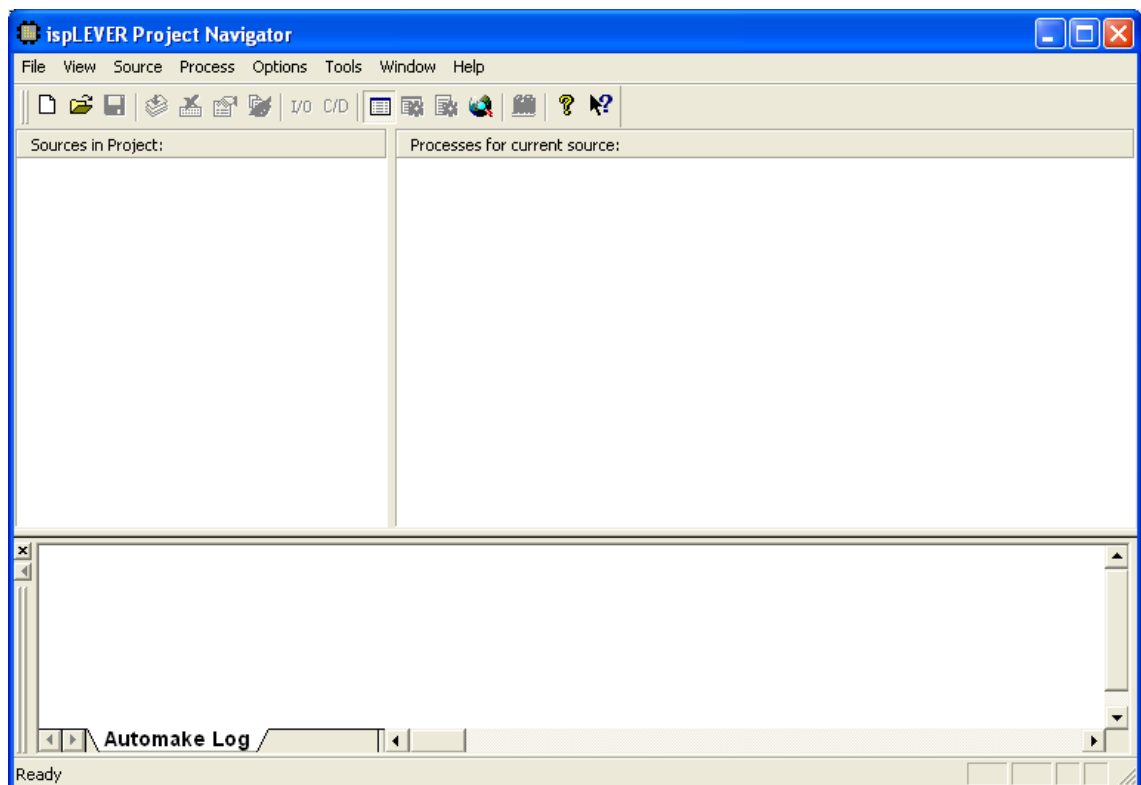 ispLEVER Project Navigator
File View Source Process Options Tools Window Help
I/O C/D
Sources in Project:
Processes for current source:
Automake Log
Ready